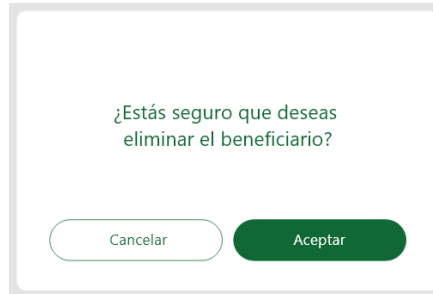 ¿Estás seguro que deseas
eliminar el beneficiario?
Cancelar
Aceptar